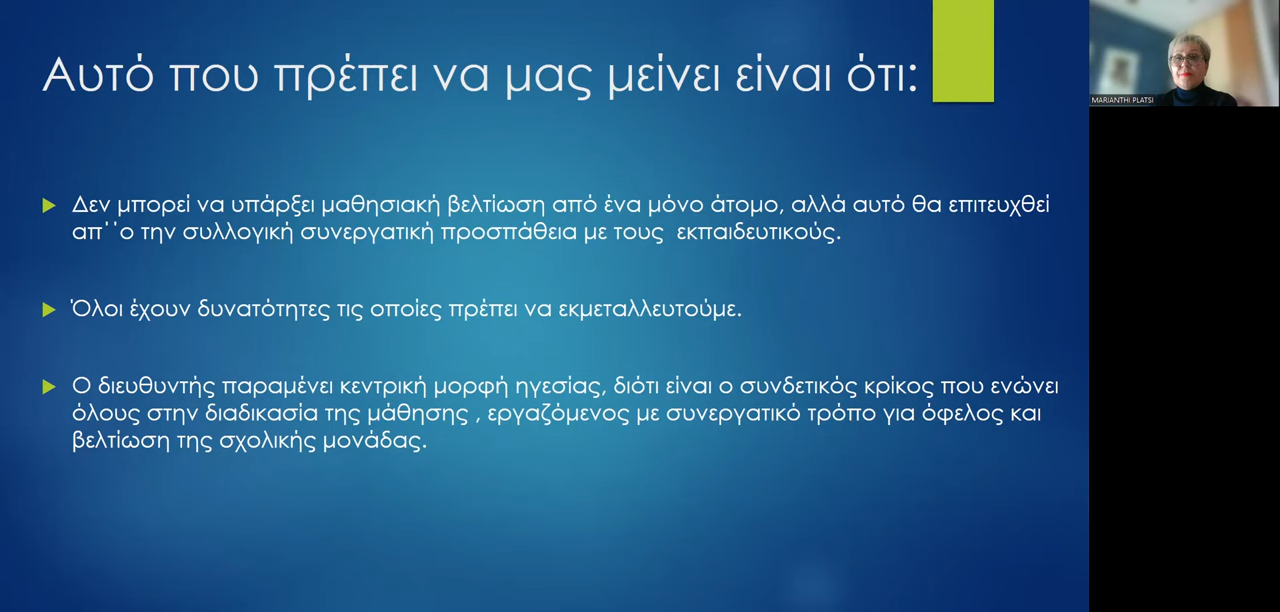 Αυτό που πρέπει να μας μείνει είναι ότι:
MARIANTHI PLATSI
Δεν μπορεί να υπάρξει μαθησιακή βελτίωση από ένα μόνο άτομο, αλλά αυτό θα επιτευχθεί
απ΄΄ο την συλλογική συνεργατική προσπάθεια με τους  εκπαιδευτικούς.
Όλοι έχουν δυνατότητες τις οποίες πρέπει να εκμεταλλευτούμε.
Ο διευθυντής παραμένει κεντρική μορφή ηγεσίας, διότι είναι ο συνδετικός κρίκος που ενώνει
όλους στην διαδικασία της μάθησης , εργαζόμενος με συνεργατικό τρόπο για όφελος και
βελτίωση της σχολικής μονάδας.